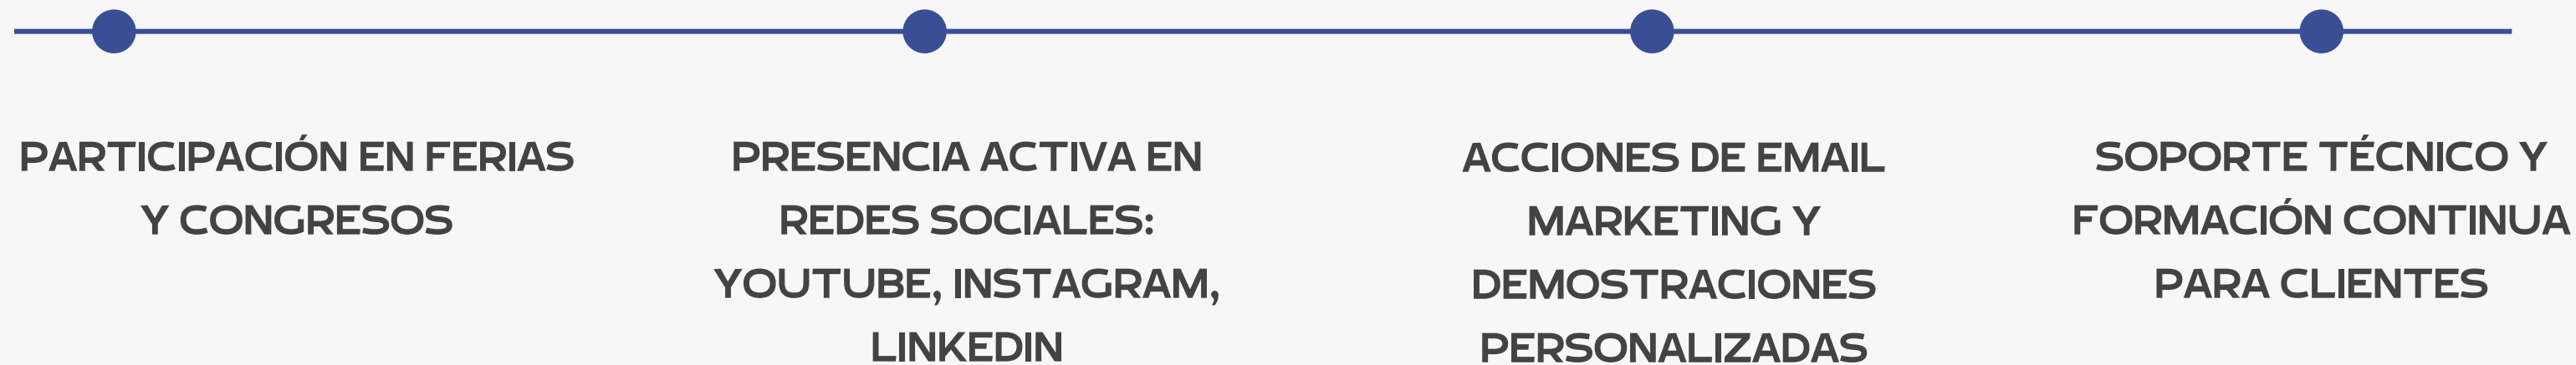 PARTICIPACIÓN EN FERIAS
Y CONGRESOS
PRESENCIA ACTIVA EN
REDES SOCIALES:
YOUTUBE, INSTAGRAM,
LINKEDIN
ACCIONES DE EMAIL
MARKETING Y
DEMOSTRACIONES
PERSONALIZADAS
SOPORTE TÉCNICO Y
FORMACIÓN CONTINUA
PARA CLIENTES